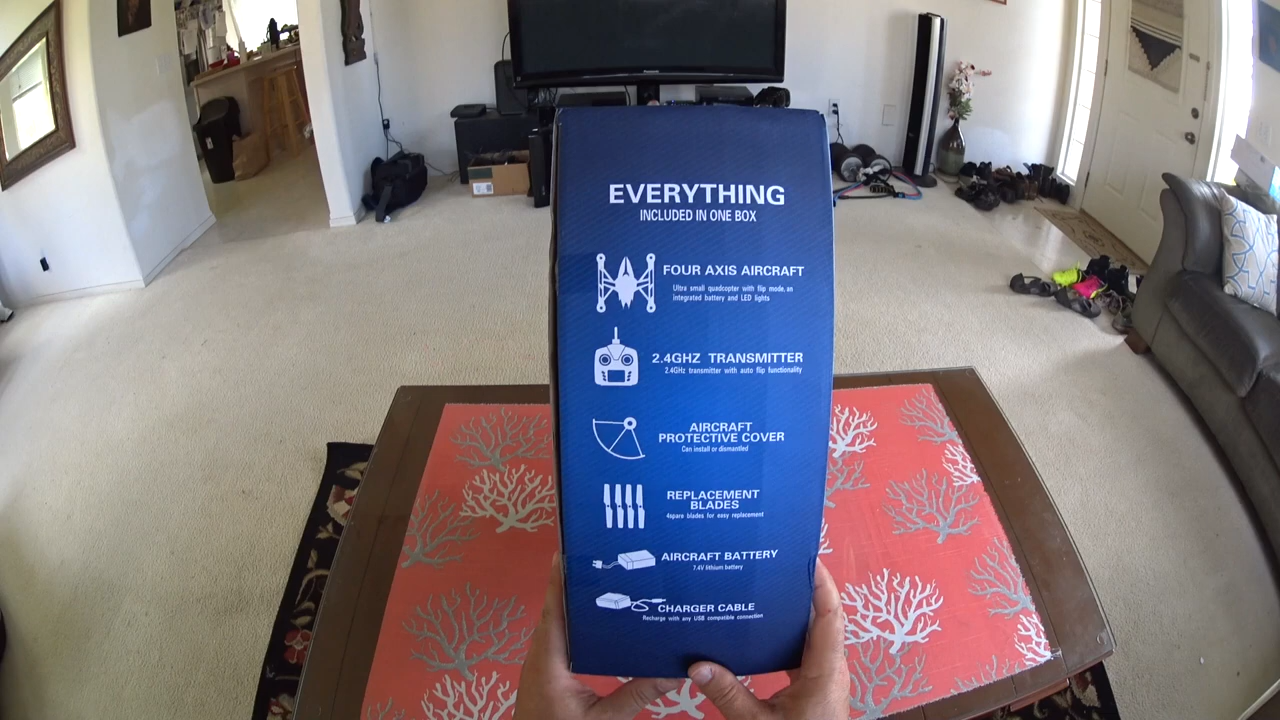 Panasonic
EVERYTHING
INCLUDED IN ONE BOX
FOUR AXIS AIRCRAFT
Ultra small quadcopter with flip mode, an
integrated battery and LED lights
2.4GHZ TRANSMITTER
2.4GHz transmitter with auto flip functionality
AIRCRAFT
PROTECTIVE COVER
Can install or dismantled
REPLACEMENT
BLADES
4spare blades for easy replacement
AIRCRAFT BATTERY
7.4V lithium battery
CHARGER CABLE
Recharge with any USB compatible connection